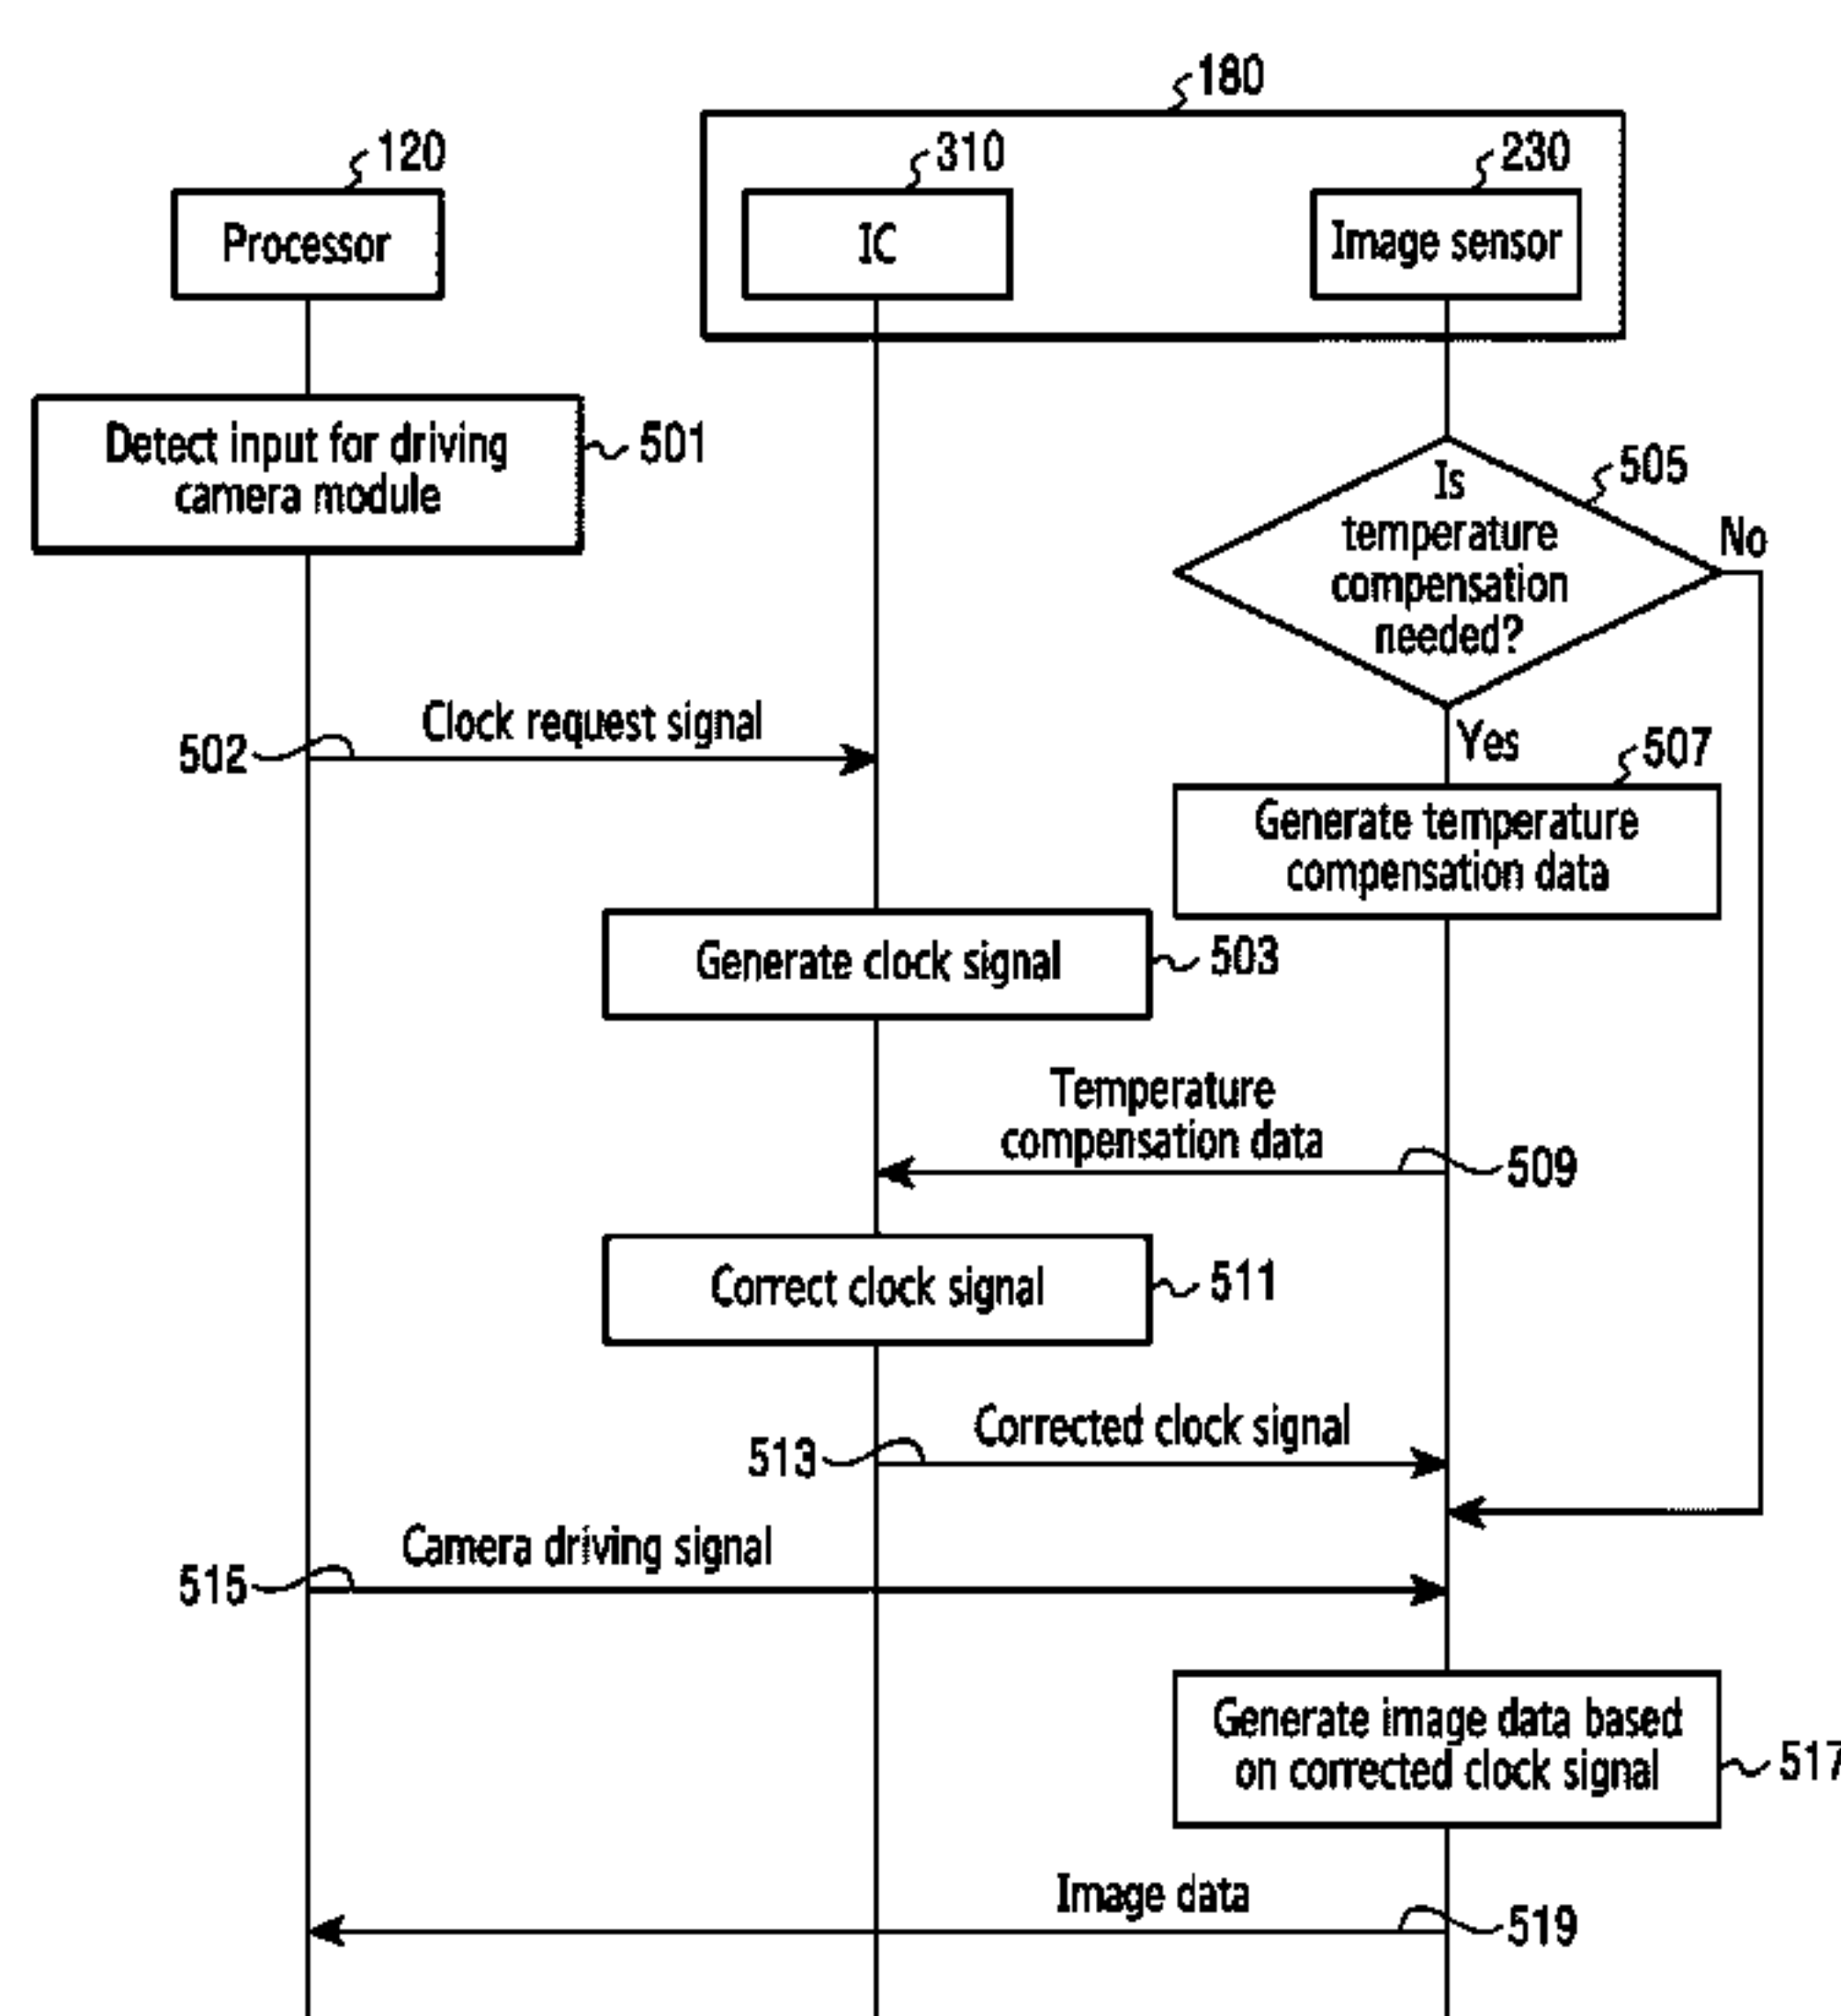 180
120
310
230
Processor
IC
Image sensor
Detect input for driving
camera module
501
505
Is
temperature
compensation
needed?
No
Yes
Clock request signal
502
507
Generate temperature
compensation data
Generate clock signal
503
Temperature
compensation data
509
Correct clock signal
511
Corrected clock signal
513
Camera driving signal
515
Generate image data based
on corrected clock signal
517
Image data
519